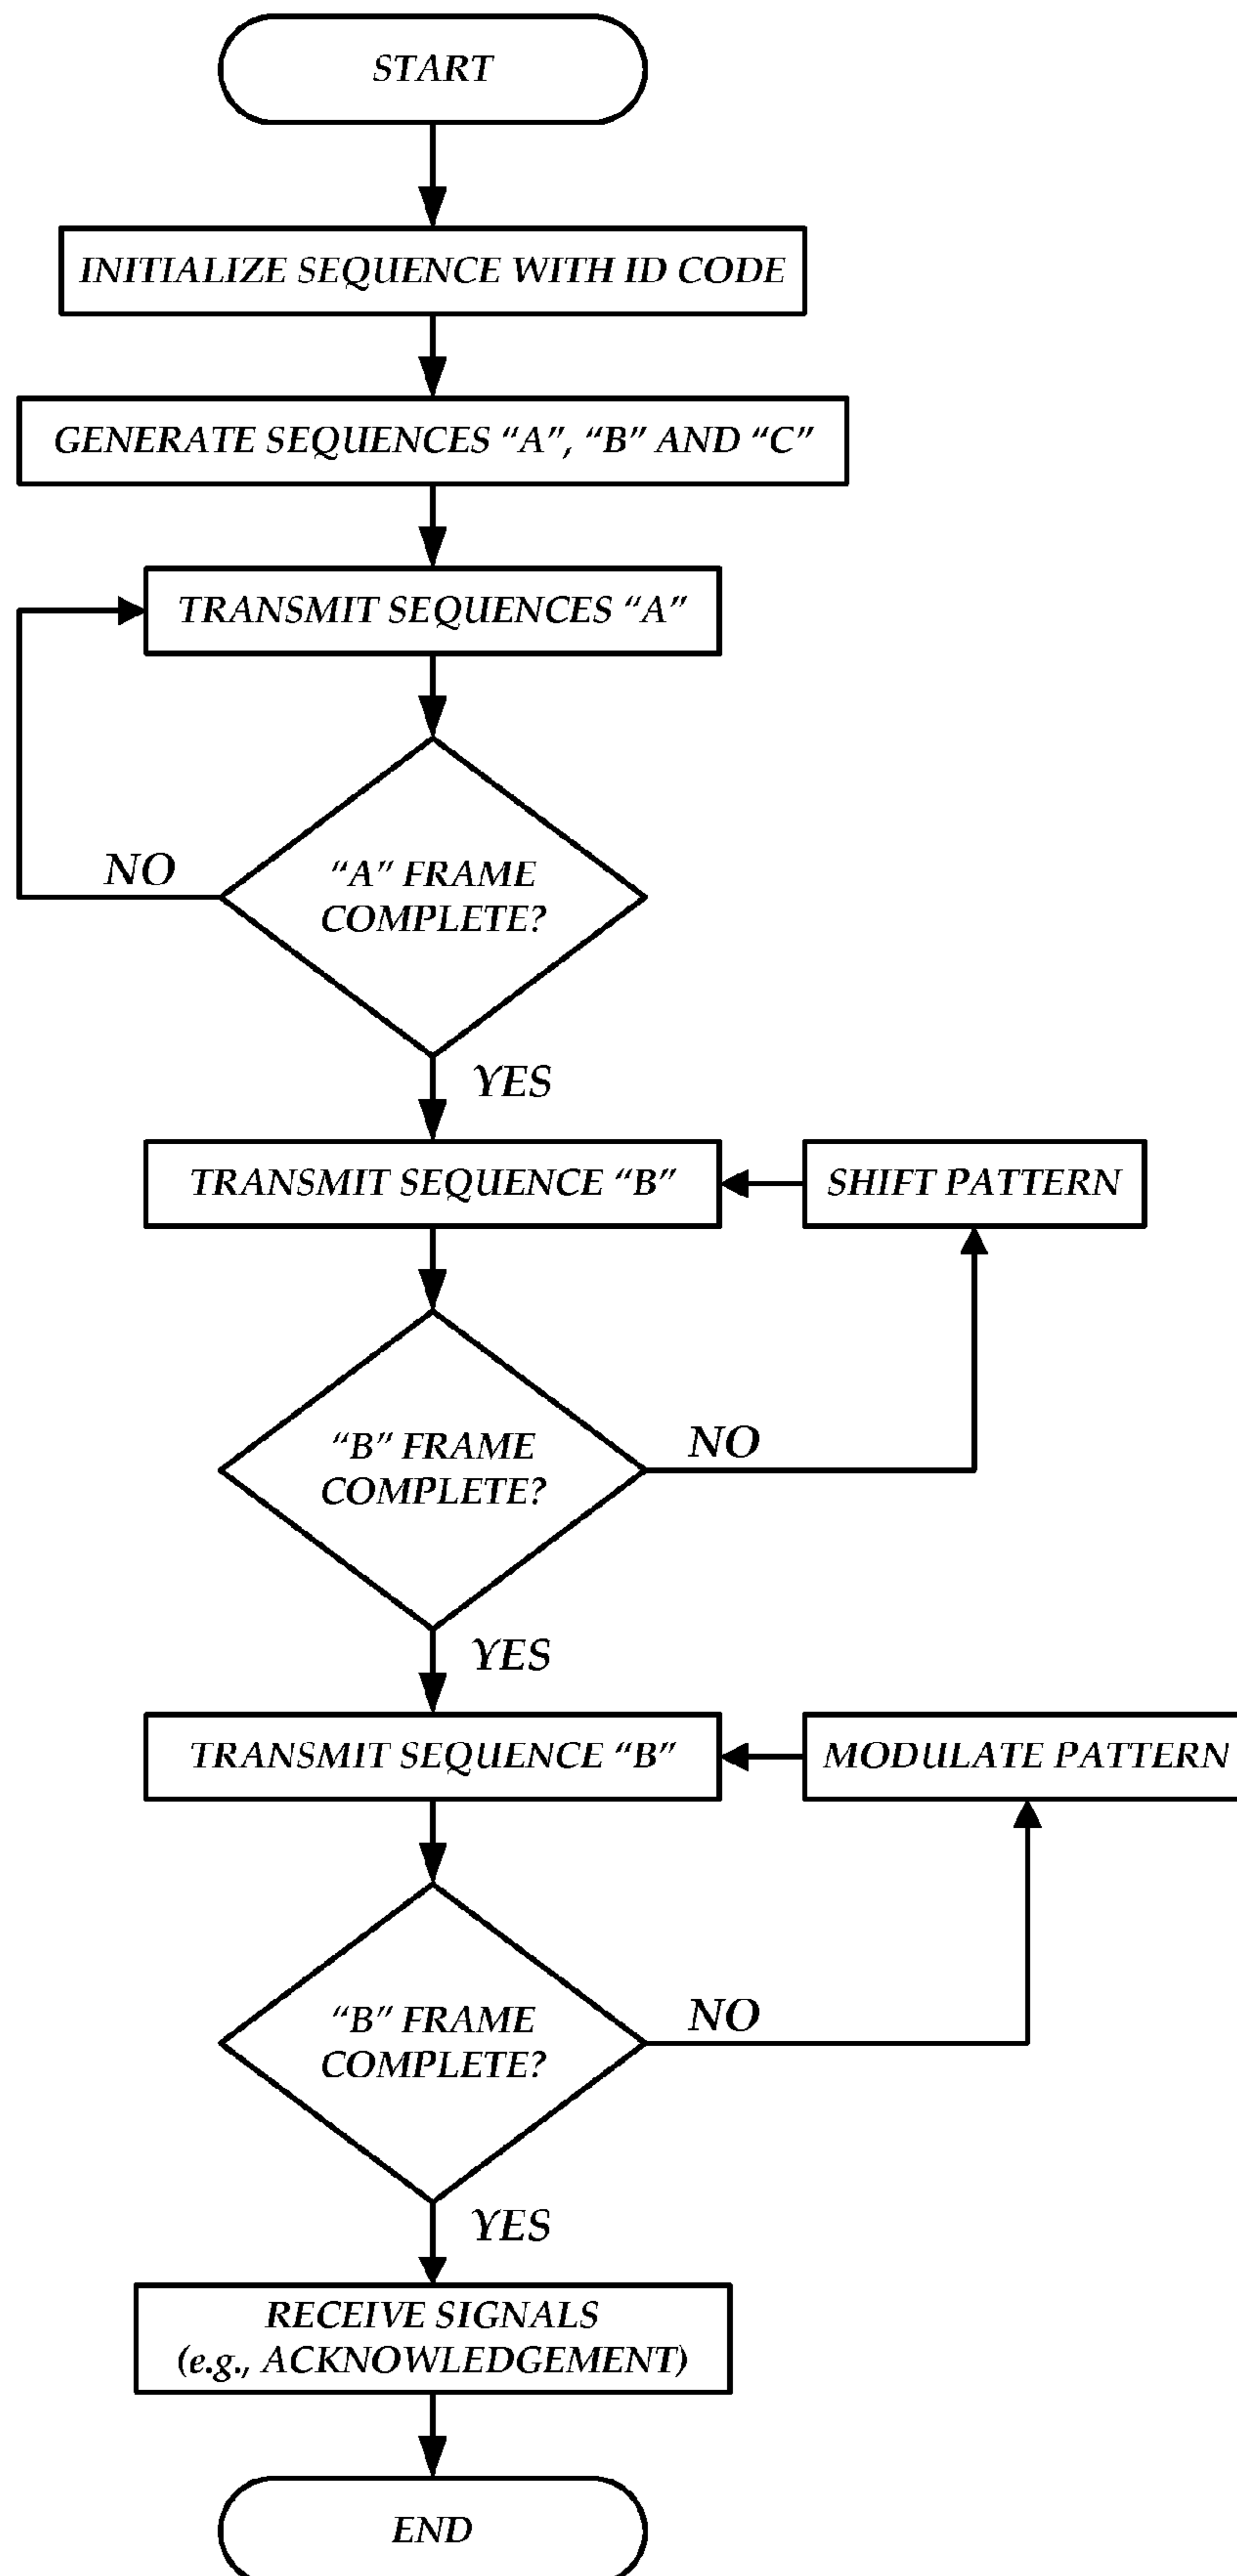 START
INITIALIZE SEQUENCE WITH ID CODE
GENERATE SEQUENCES “A”, “B” AND “C”
TRANSMIT SEQUENCES “A”
“A” FRAME
COMPLETE?
NO
YES
TRANSMIT SEQUENCE “B”
SHIFT PATTERN
“B” FRAME
COMPLETE?
NO
YES
TRANSMIT SEQUENCE “B”
MODULATE PATTERN
“B” FRAME
COMPLETE?
NO
YES
RECEIVE SIGNALS
(e.g., ACKNOWLEDGEMENT)
END